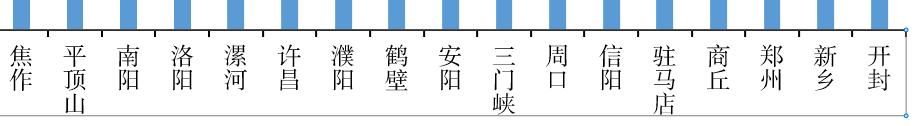 焦作
平顶山
南阳
洛阳
漯河
许昌
濮阳
鹤壁
安阳
三门峡
周口
信阳
驻马店
商丘
郑州
新乡
开封